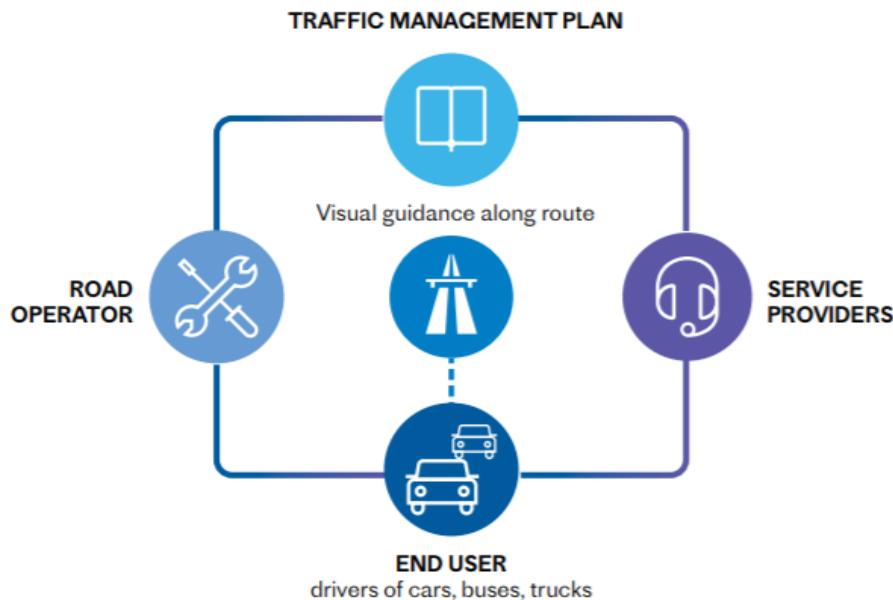 TRAFFIC MANAGEMENT PLAN
Visual guidance along route
ROAD
OPERATOR
SERVICE
PROVIDERS
END USER
drivers of cars, buses, trucks